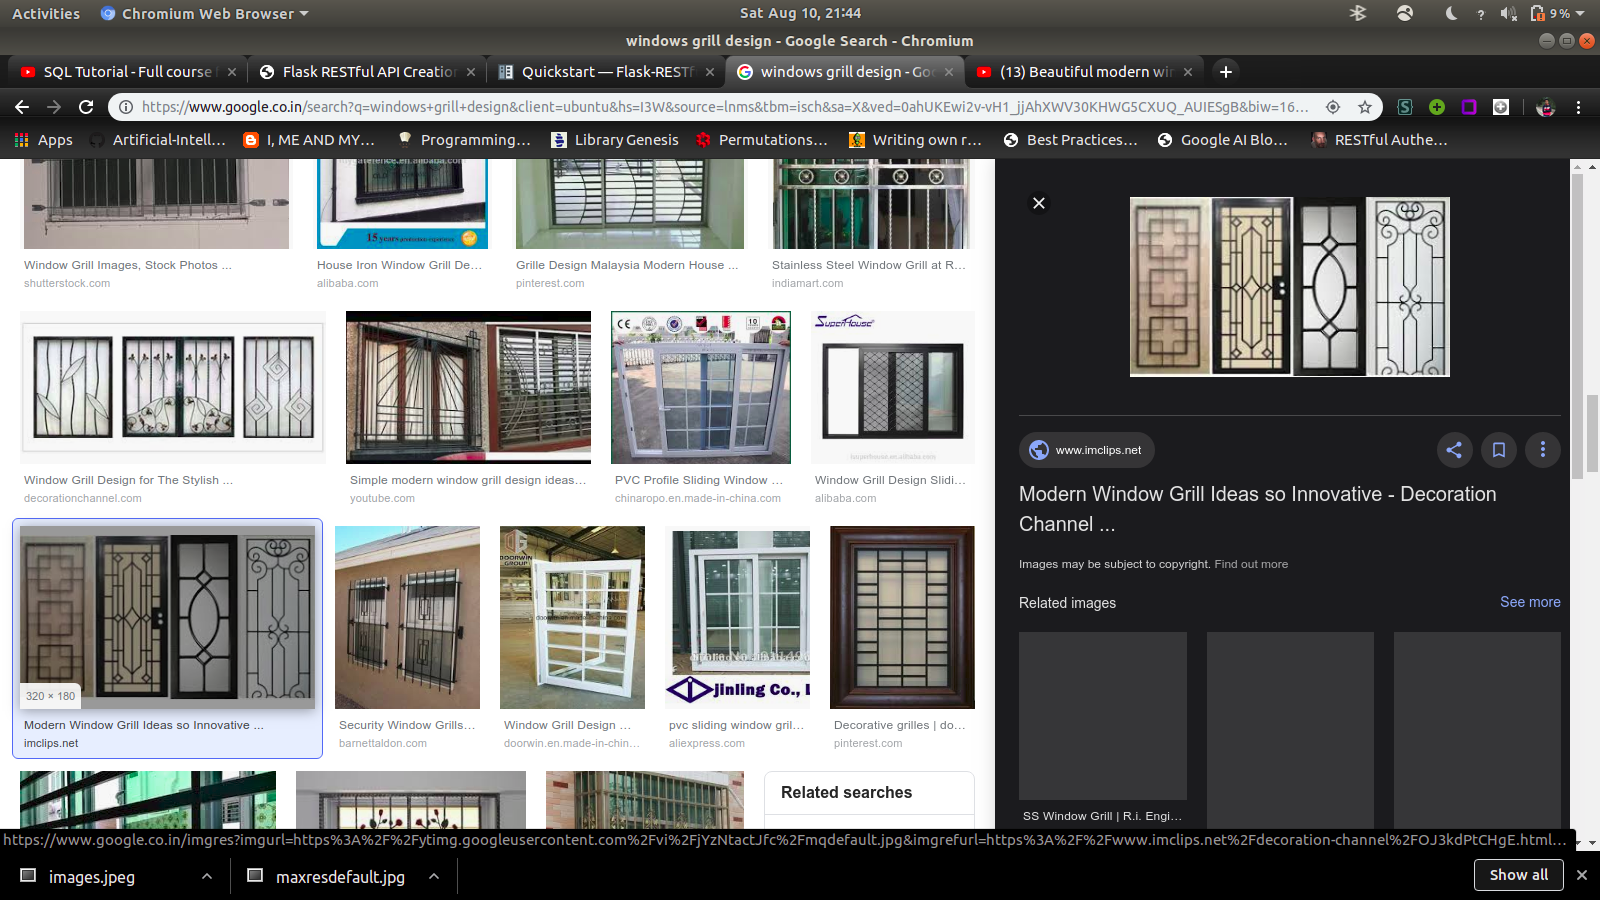 Activities
Chromium Web Browser
Sat Aug 10, 21:44
? 9 %
windows grill design - Google Search - Chromium
SQL Tutorial - Full course
Flask RESTful API Creation
Quickstart — Flask-RESTf
windows grill design - Goo
(13) Beautiful modern win
https://www.google.co.in/search?q=windows+grill+design&client=ubuntu&hs=I3W&source=lnms&tbm=isch&sa=X&ved=0ahUKEwi2v-vH1_jjAhXWV30KHWG5CXUQ_AUIESgB&biw=16…
Apps
Artificial-Intell…
I, ME AND MY…
Programming…
Library Genesis
Permutations…
Writing own r…
Best Practices…
Google AI Blo…
RESTful Authe…
15 years
Window Grill Images, Stock Photos ...
shutterstock.com
House Iron Window Grill De…
alibaba.com
Grille Design Malaysia Modern House ...
pinterest.com
Stainless Steel Window Grill at R…
indiamart.com
CE
10
SUPERHOUSE
Window Grill Design for The Stylish ...
decorationchannel.com
Simple modern window grill design ideas…
youtube.com
PVC Profile Sliding Window ...
chinaropo.en.made-in-china.com
Window Grill Design Slidi…
alibaba.com
DOORWIN
GROUP
jinling Co., L
320 × 180
Modern Window Grill Ideas so Innovative ...
imclips.net
Security Window Grills…
barnettaldon.com
Window Grill Design ...
doorwin.en.made-in-chin…
pvc sliding window gril…
aliexpress.com
Decorative grilles | do…
pinterest.com
Related searches
www.imclips.net
Modern Window Grill Ideas so Innovative - Decoration
Channel ...
Images may be subject to copyright. Find out more
Related images
See more
SS Window Grill | R.i. Engi…
https://www.google.co.in/imgres?imgurl=https%3A%2F%2Fytimg.googleusercontent.com%2Fvi%2FjYzNtactJfc%2Fmqdefault.jpg&imgrefurl=https%3A%2F%2Fwww.imclips.net%2Fdecoration-channel%2FOJ3kdPtCHgE.html…
images.jpeg
maxresdefault.jpg
Show all